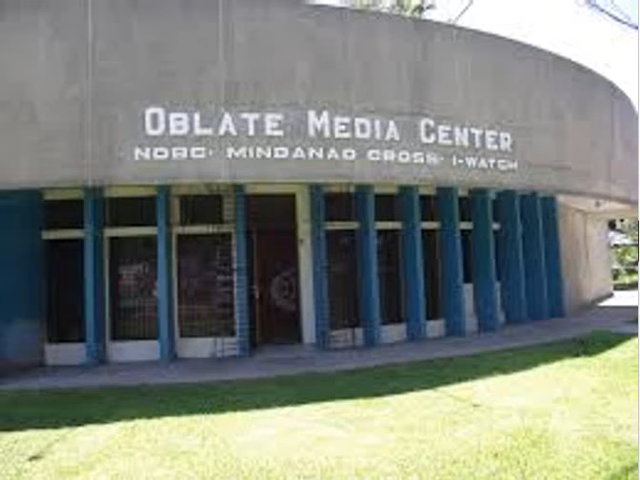 OBLATE MEDIA CENTER
NDBC· MINDANAO CROSS· I-WATCH